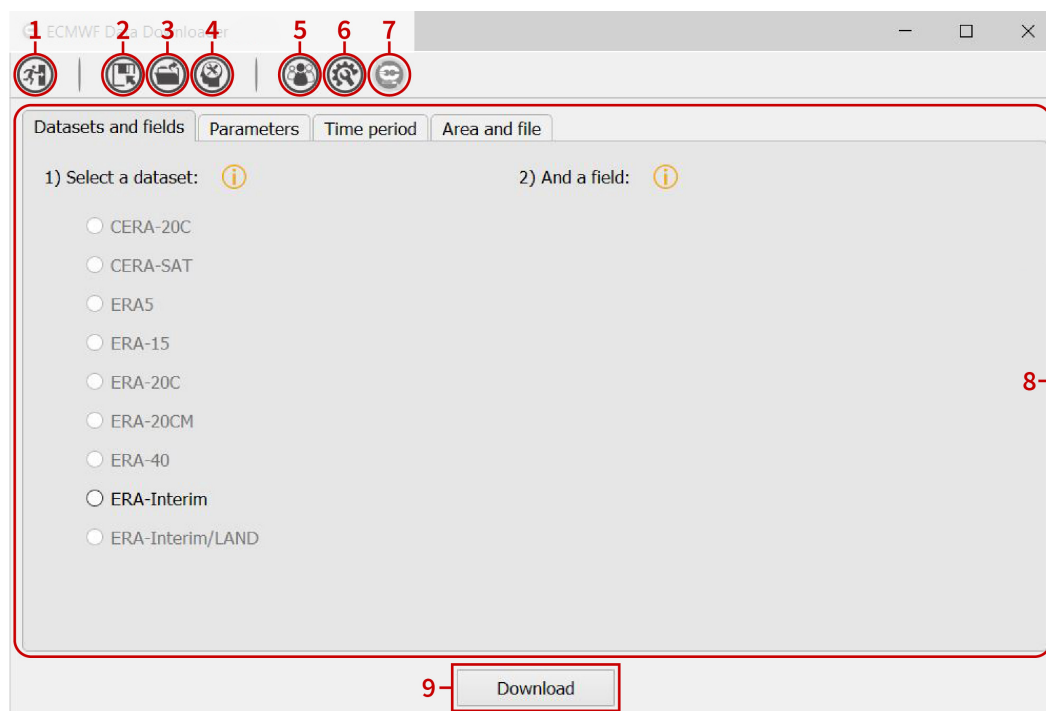 ECMWF Data Downloader
1 2 3 4 5 6 7
Datasets and fields Parameters Time period Area and file
1) Select a dataset: 2) And a field:
CERA-20C
CERA-SAT
ERA5
ERA-15
ERA-20C
8
ERA-20CM
ERA-40
ERA-Interim
ERA-Interim/LAND
9 Download